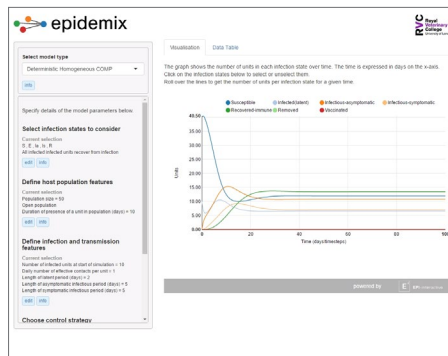 epidemix
RVC
Royal
Veterinary
College
Select model type
Deterministic Homogeneous COMP
info
Specify details of the model parameters below.
Select infection states to consider
Current selection
S , E , Ia , Is , R
All infected infected units recover from infection
edit info
Define host population features
Current selection
Population size = 50
Open population
Duration of presence of a unit in population (days) = 10
edit info
Define infection and transmission
features
Current selection
Number of infected units at start of simulation = 10
Daily number of effective contacts per unit = 1
Length of latent period (days) = 2
Length of asymptomatic infectious period (days) = 5
Length of symptomatic infectious period (days) = 5
edit info
Choose control strategy
Visualisation Data Table
The graph shows the number of units in each infection state over time. The time is expressed in days on the x-axis.
Click on the infection states below to select or unselect them
Roll over the lines to get the number of units per infection state for a given time.
Susceptible Infected(latent) Infectious-asymptomatic Infectious-symptomatic
Recovered-immune Removed Vaccinated
40.50
35.00
30.00
25.00
20.00
15.00
10.00
5.00
0.00
Units
0 20 40 60 80 100
Time (days/timesteps)
powered by